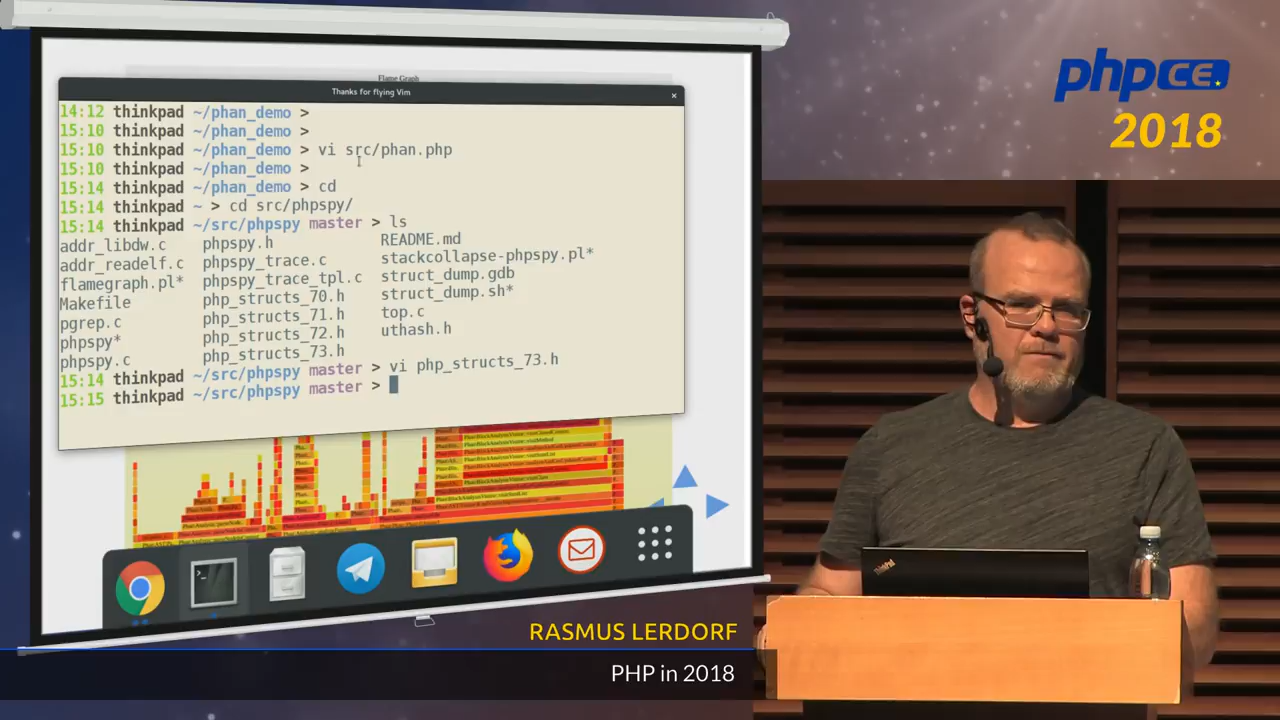 Flame Graph
Thanks for flying Vim
14:12 thinkpad ~/phan_demo >
15:10 thinkpad ~/phan_demo >
15:10 thinkpad ~/phan_demo > vi src/phan.php
15:10 thinkpad ~/phan_demo >
15:14 thinkpad ~/phan_demo > cd
15:14 thinkpad ~ > cd src/phpspy/
15:14 thinkpad ~/src/phpspy master > ls
addr_libdw.c phpspy.h README.md
addr_readelf.c phpspy_trace.c stackcollapse-phpspy.pl*
flamegraph.pl* phpspy_trace_tpl.c struct_dump.gdb
Makefile php_structs_70.h struct_dump.sh*
pgrep.c php_structs_71.h top.c
phpspy* php_structs_72.h uthash.h
phpspy.c php_structs_73.h
15:14 thinkpad ~/src/phpspy master > vi php_structs_73.h
15:15 thinkpad ~/src/phpspy master >
phpCE
2018
ThinkPad
RASMUS LERDORF
PHP in 2018